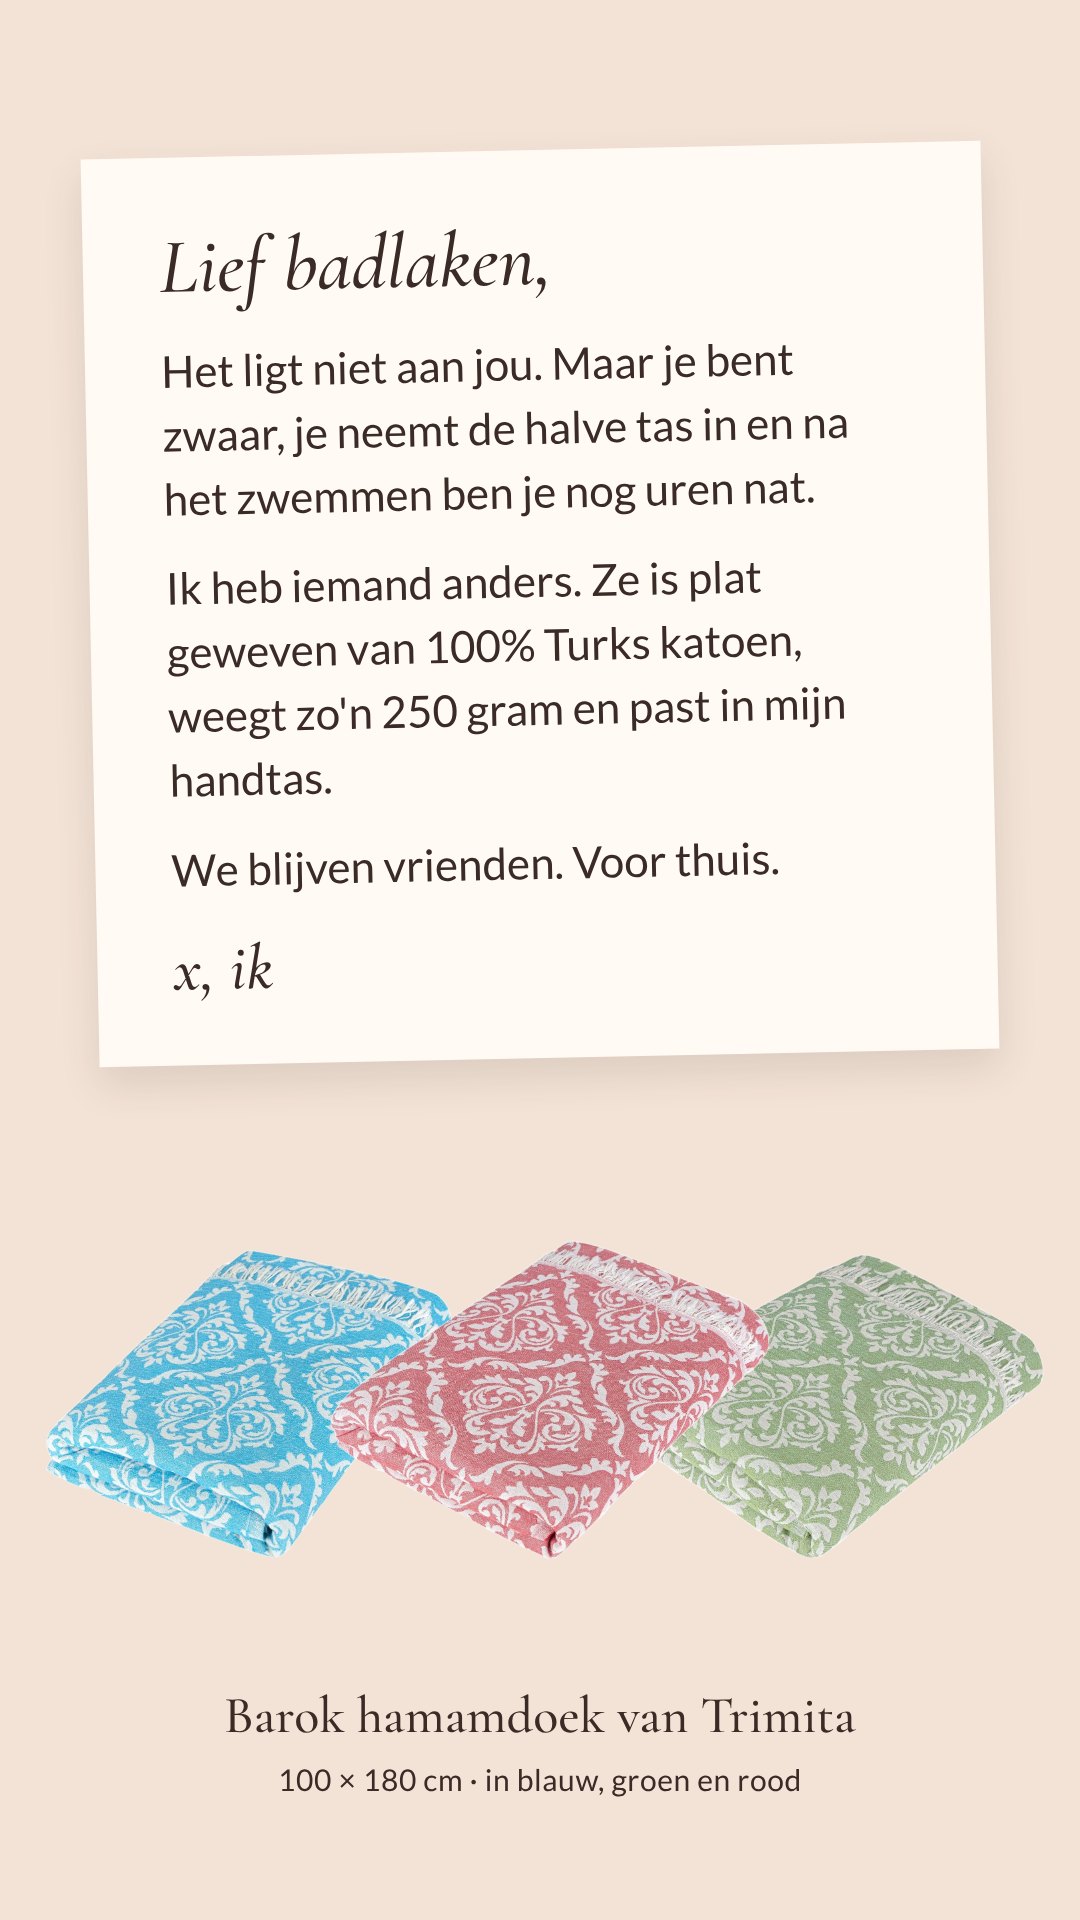 Lief badlaken,
Het ligt niet aan jou. Maar je bent
zwaar, je neemt de halve tas in en na
het zwemmen ben je nog uren nat.
Ik heb iemand anders. Ze is plat
geweven van 100% Turks katoen,
weegt zo'n 250 gram en past in mijn
handtas.
We blijven vrienden. Voor thuis.
x, ik
Barok hamamdoek van Trimita
100 × 180 cm · in blauw, groen en rood